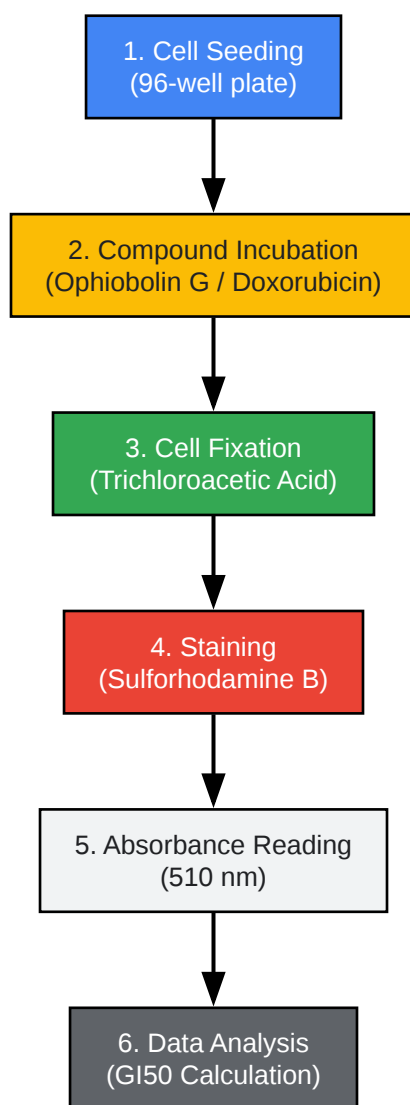 1. Cell Seeding
(96-well plate)
2. Compound Incubation
(Ophiobolin G / Doxorubicin)
3. Cell Fixation
(Trichloroacetic Acid)
4. Staining
(Sulforhodamine B)
5. Absorbance Reading
(510 nm)
6. Data Analysis
(GI50 Calculation)